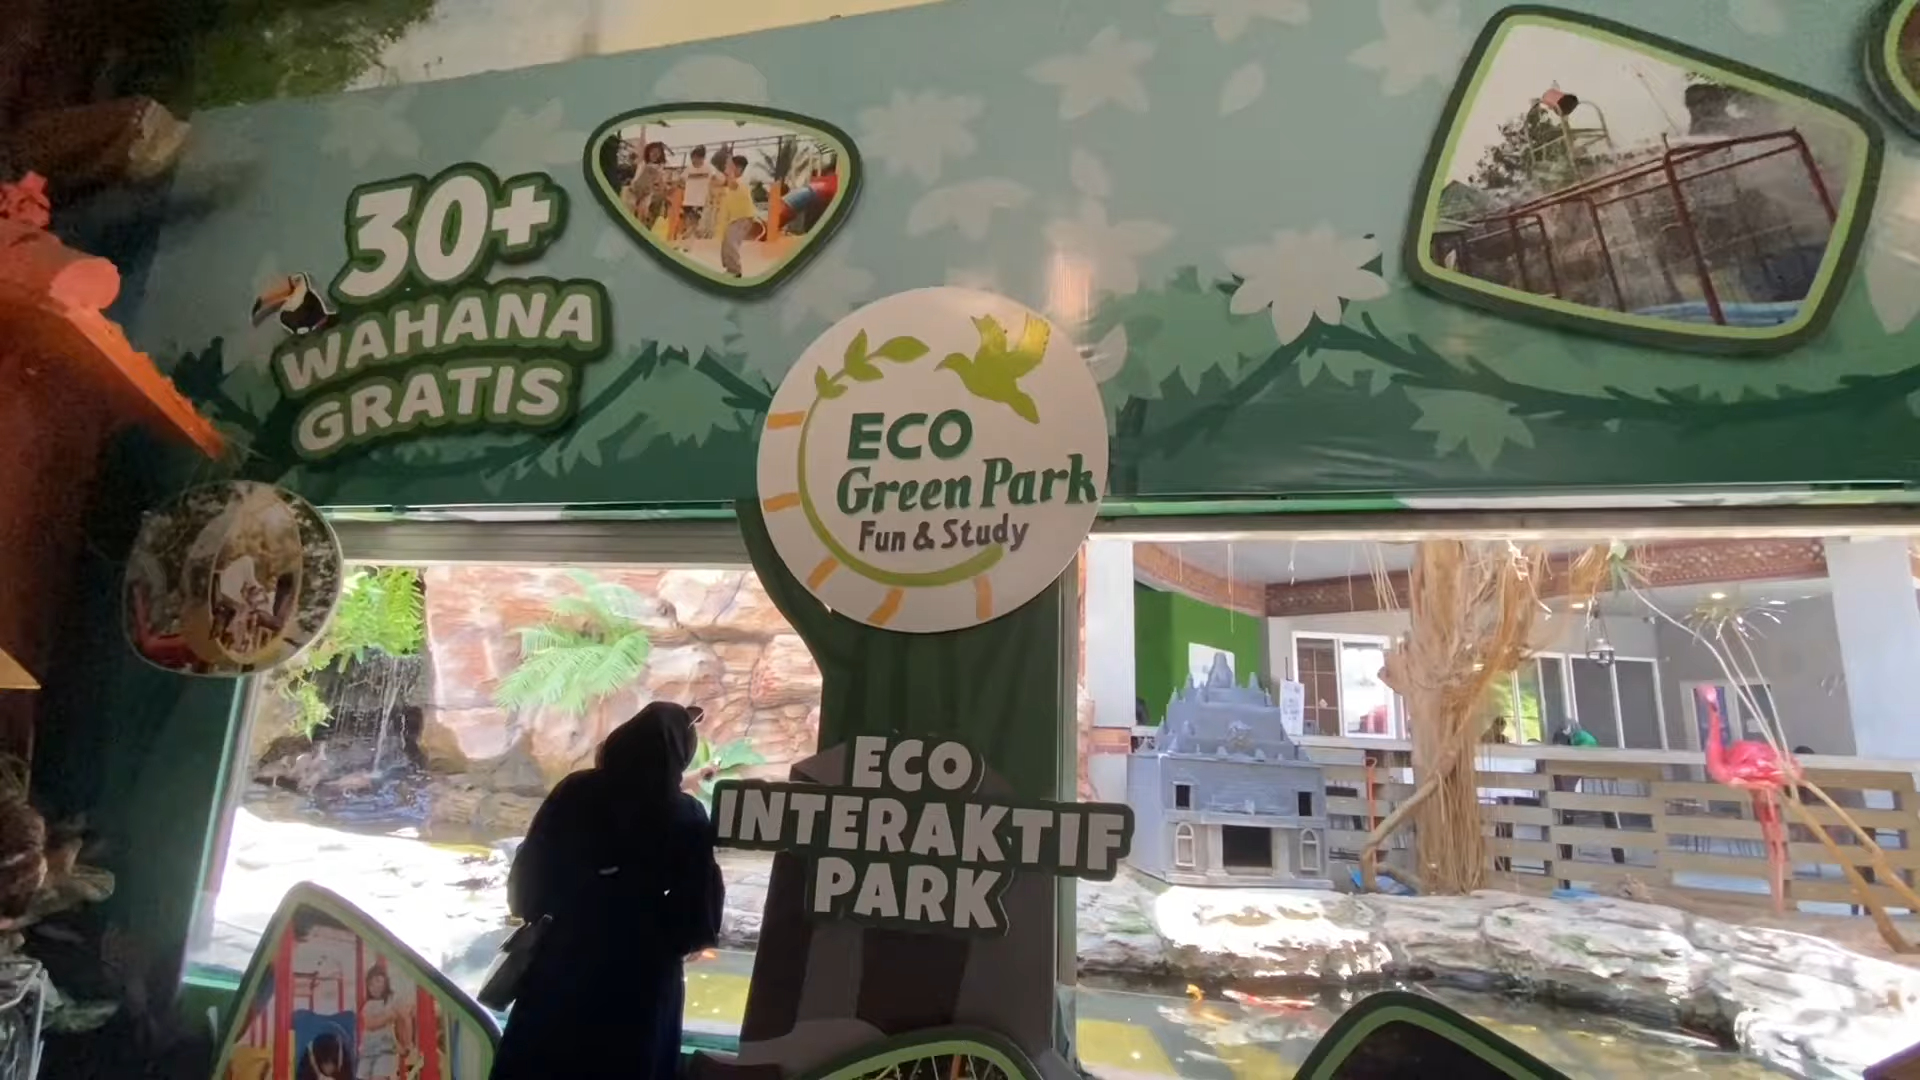 30+
WAHANA
GRATIS
ECO
Green Park
Fun & Study
ECO
INTERAKTIF
PARK